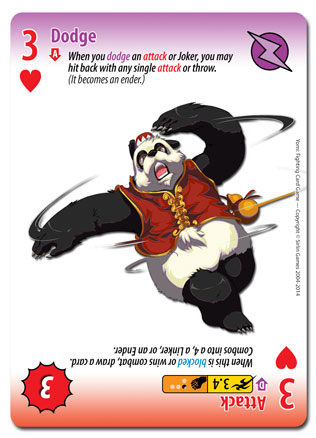 3
Dodge
When you dodge an attack or Joker, you may
hit back with any single attack or throw.
(It becomes an ender.)
Yomi: Fighting Card Game — Copyright © Sirlin Games 2004-2014
3
Attack
D
3.4
3
When this is blocked or wins combat, draw a card.
Combos into a 4, a Linker, or an Ender.